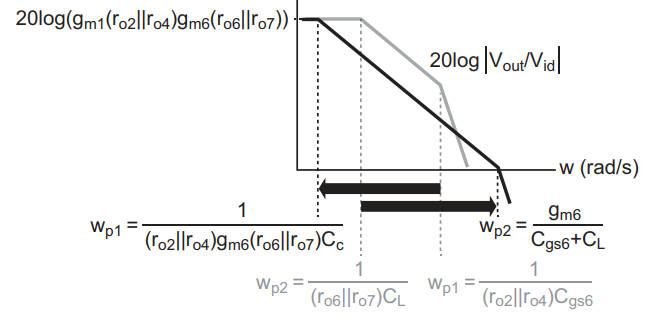 20log(gm1(ro2||ro4)gm6(ro6||ro7))
20log|Vout/Vid|
w (rad/s)
wp1 = 1/((ro2||ro4)gm6(ro6||ro7)Cc)
wp2 = gm6/(Cgs6+CL)
wp2 = 1/((ro6||ro7)CL)
wp1 = 1/((ro2||ro4)Cgs6)